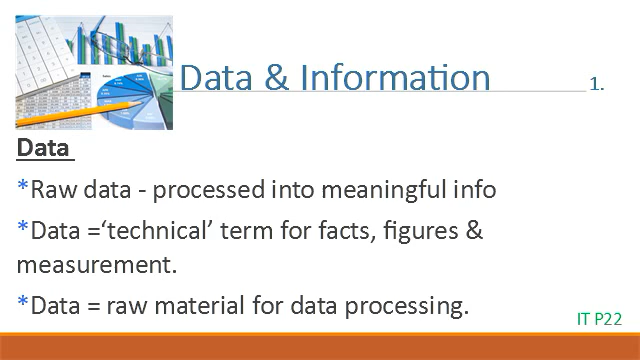 Data & Information 1.
Data
*Raw data - processed into meaningful info
*Data =‘technical’ term for facts, figures &
measurement.
*Data = raw material for data processing.
IT P22